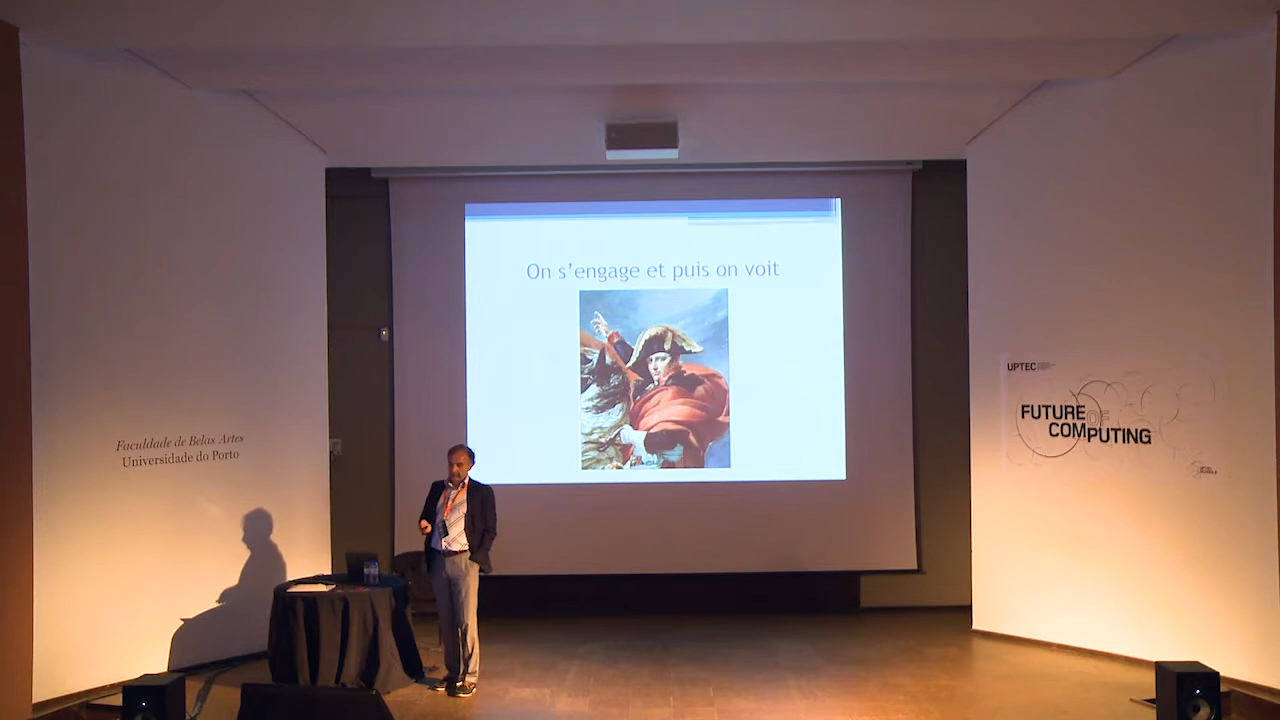 On s'engage et puis on voit
Faculdade de Belas Artes
Universidade do Porto
UPTEC
FUTURE OF
COMPUTING